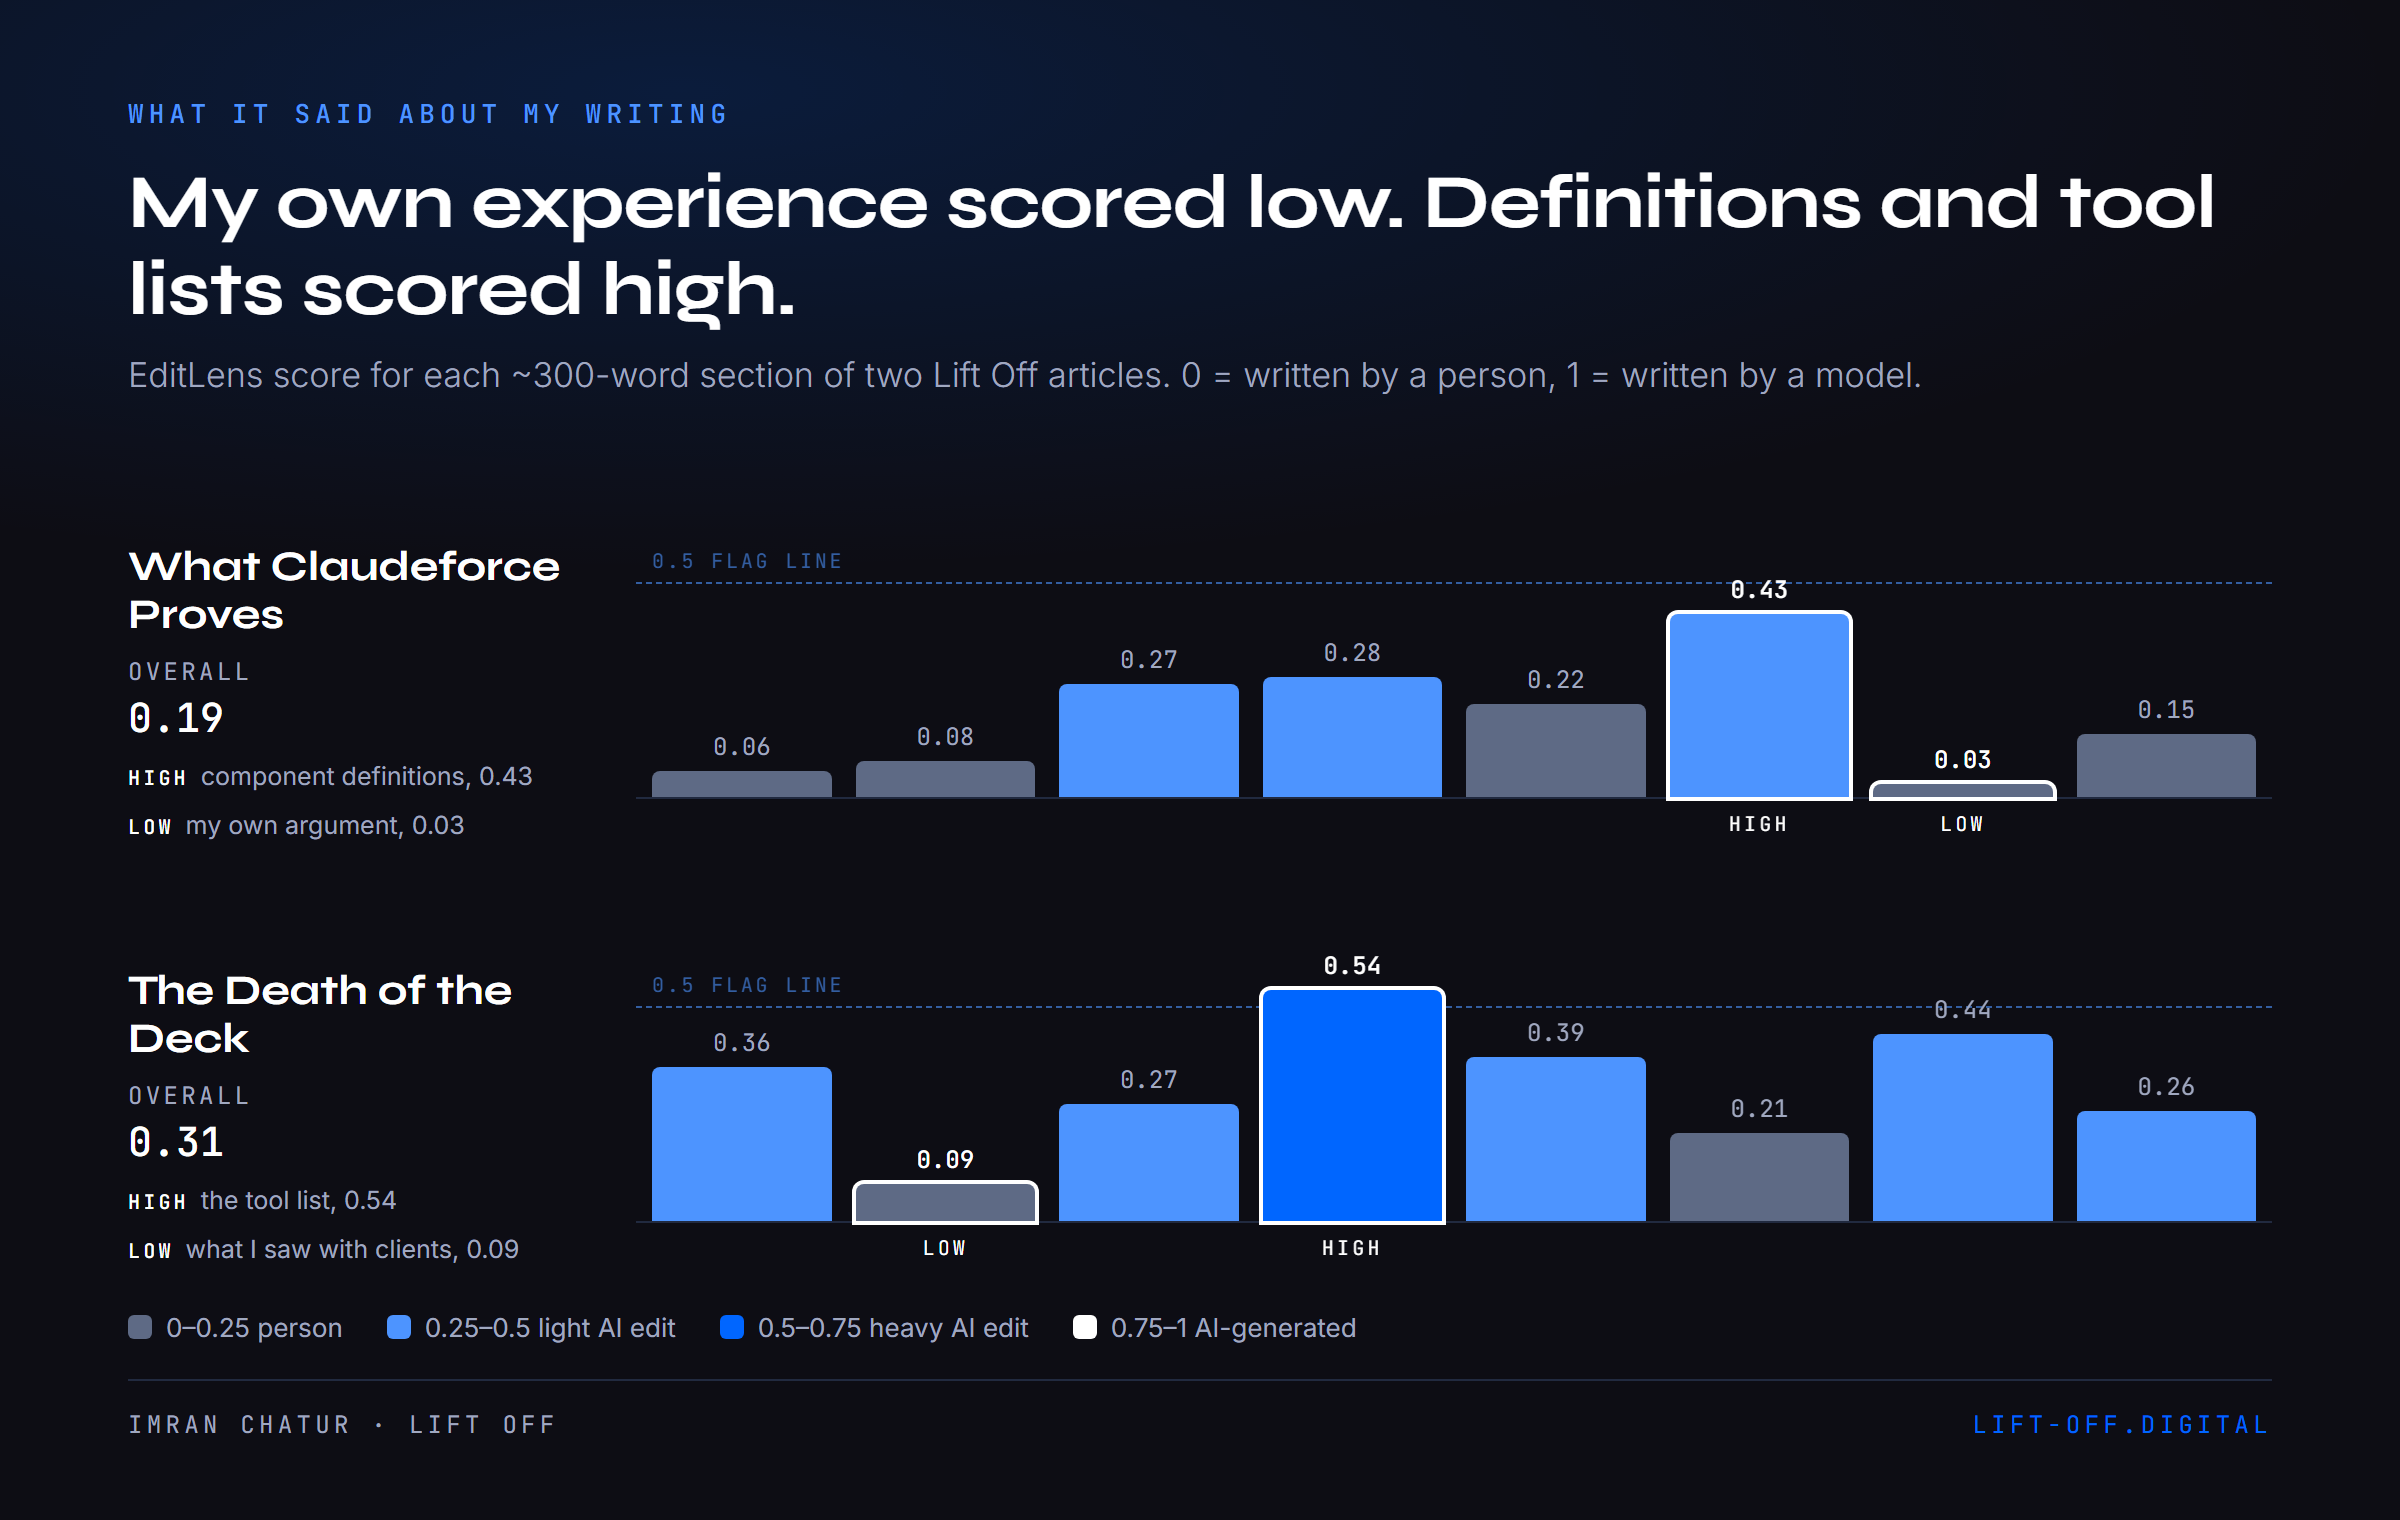 WHAT IT SAID ABOUT MY WRITING
My own experience scored low. Definitions and tool
lists scored high.
EditLens score for each ~300-word section of two Lift Off articles. 0 = written by a person, 1 = written by a model.
What Claudeforce
Proves
OVERALL
0.19
HIGH component definitions, 0.43
LOW my own argument, 0.03
0.5 FLAG LINE
0.06
0.08
0.27
0.28
0.22
0.43
0.03
0.15
HIGH
LOW
The Death of the
Deck
OVERALL
0.31
HIGH the tool list, 0.54
LOW what I saw with clients, 0.09
0.5 FLAG LINE
0.36
0.09
0.27
0.54
0.39
0.21
0.44
0.26
LOW
HIGH
0–0.25 person
0.25–0.5 light AI edit
0.5–0.75 heavy AI edit
0.75–1 AI-generated
IMRAN CHATUR · LIFT OFF
LIFT-OFF.DIGITAL